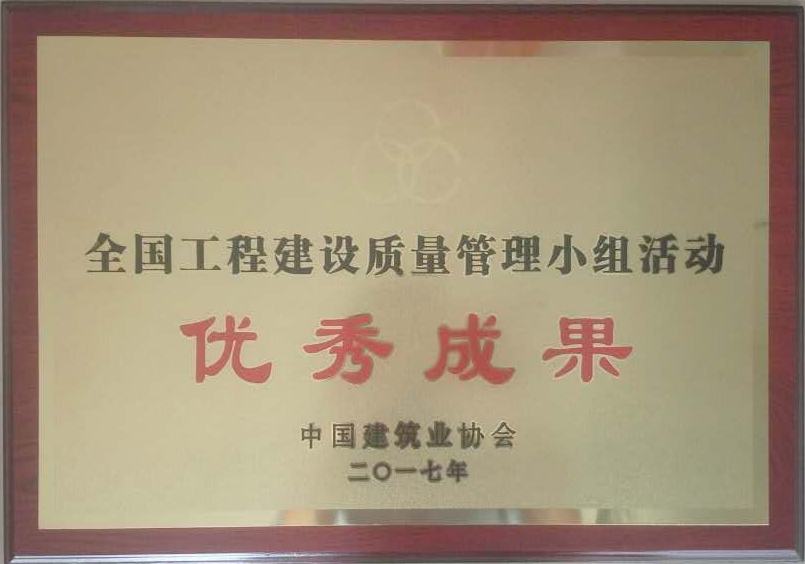 全国工程建设质量管理小组活动
优秀成果
中国建筑业协会
二〇一七年